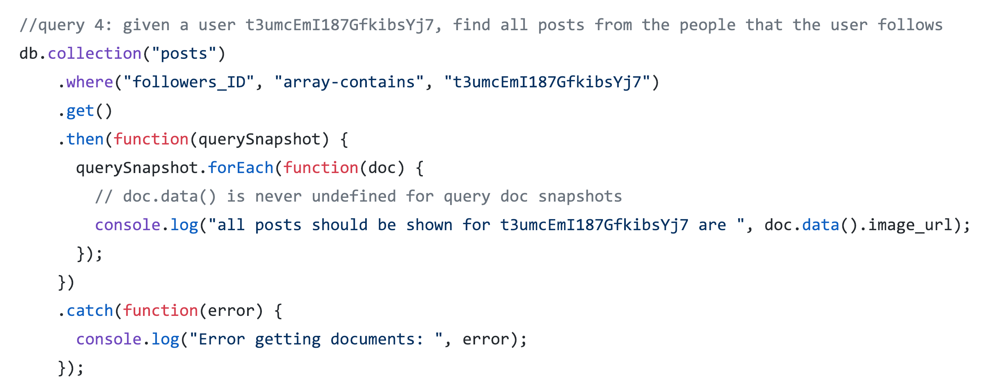 //query 4: given a user t3umcEmI187GfkibsYj7, find all posts from the people that the user follows
db.collection("posts")
    .where("followers_ID", "array-contains", "t3umcEmI187GfkibsYj7")
    .get()
    .then(function(querySnapshot) {
      querySnapshot.forEach(function(doc) {
        // doc.data() is never undefined for query doc snapshots
        console.log("all posts should be shown for t3umcEmI187GfkibsYj7 are ", doc.data().image_url);
      });
    })
    .catch(function(error) {
      console.log("Error getting documents: ", error);
    });